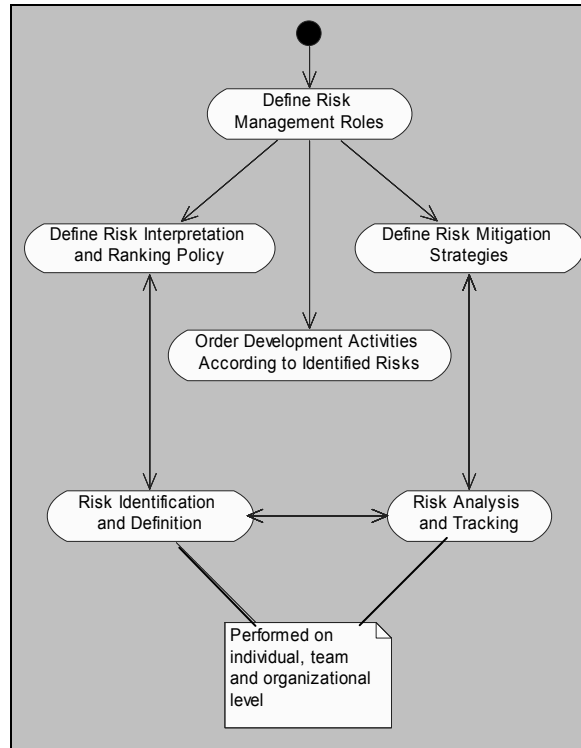 Define Risk
Management Roles
Define Risk Interpretation
and Ranking Policy
Define Risk Mitigation
Strategies
Order Development Activities
According to Identified Risks
Risk Identification
and Definition
Risk Analysis
and Tracking
Performed on
individual, team
and organizational
level